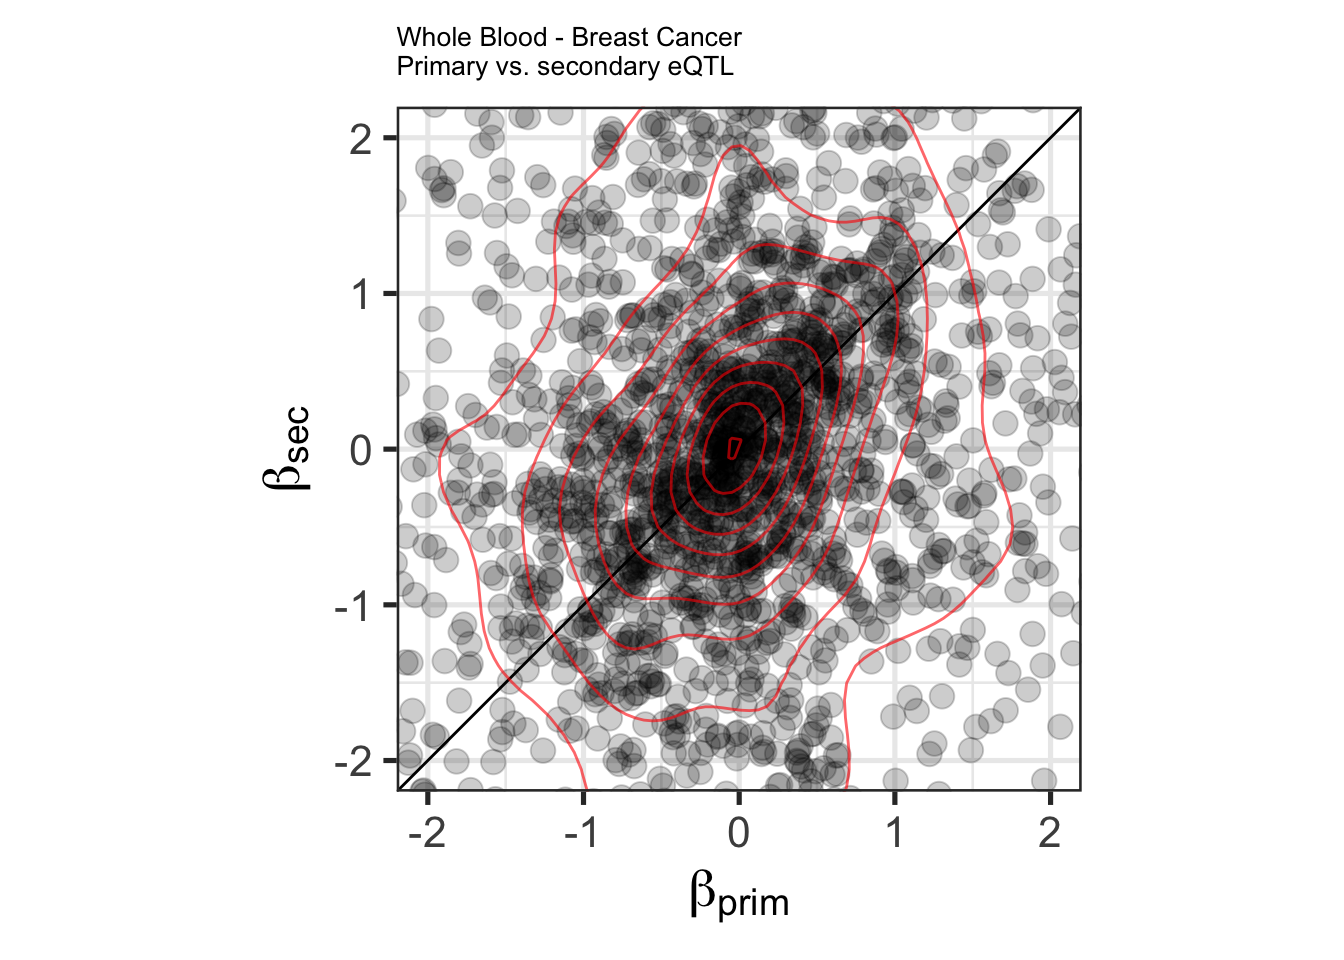 Whole Blood - Breast Cancer
Primary vs. secondary eQTL
2
1
0
-1
-2
βsec
-2 -1 0 1 2
βprim